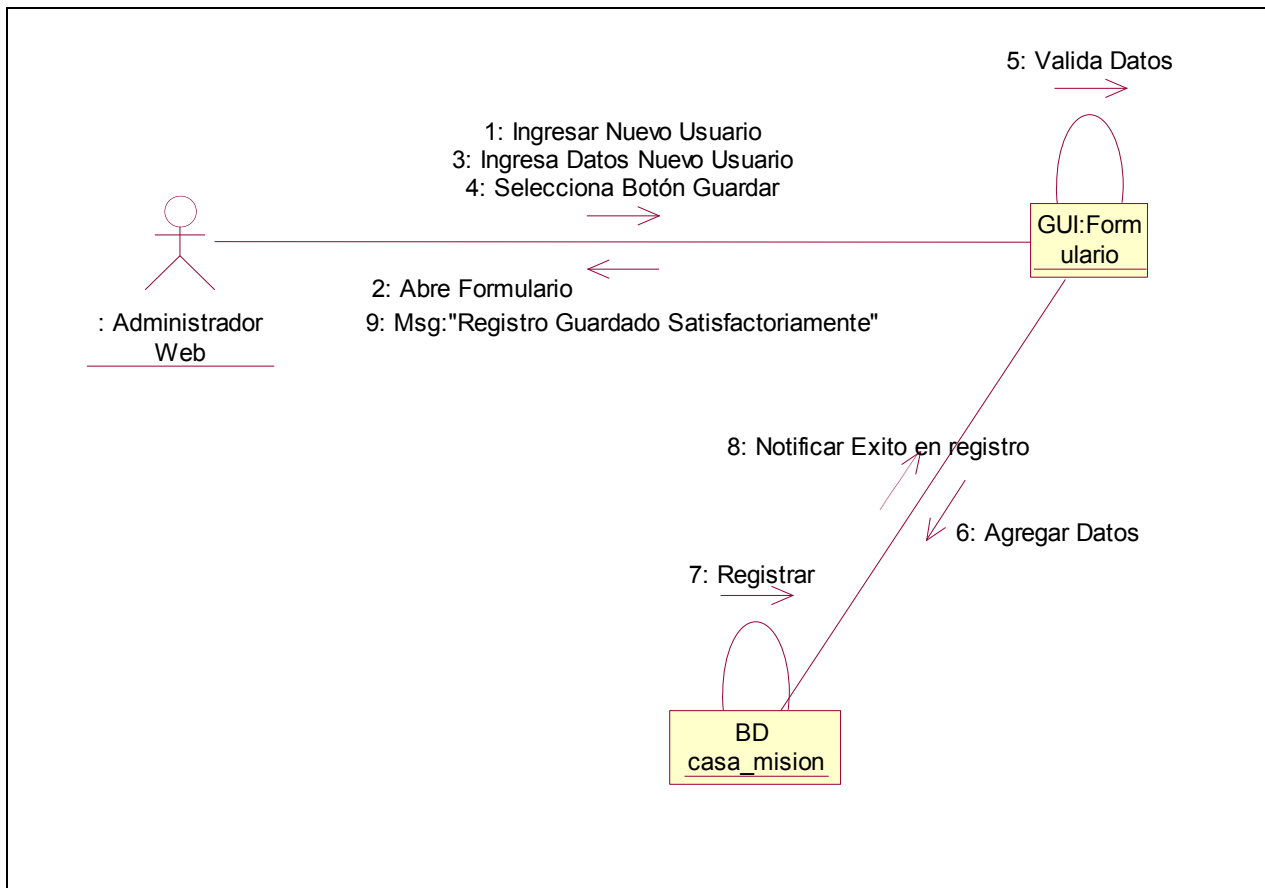 5: Valida Datos
1: Ingresar Nuevo Usuario
3: Ingresa Datos Nuevo Usuario
4: Selecciona Botón Guardar
GUI:Form
ulario
2: Abre Formulario
9: Msg:"Registro Guardado Satisfactoriamente"
: Administrador
Web
8: Notificar Exito en registro
6: Agregar Datos
7: Registrar
BD
casa_mision